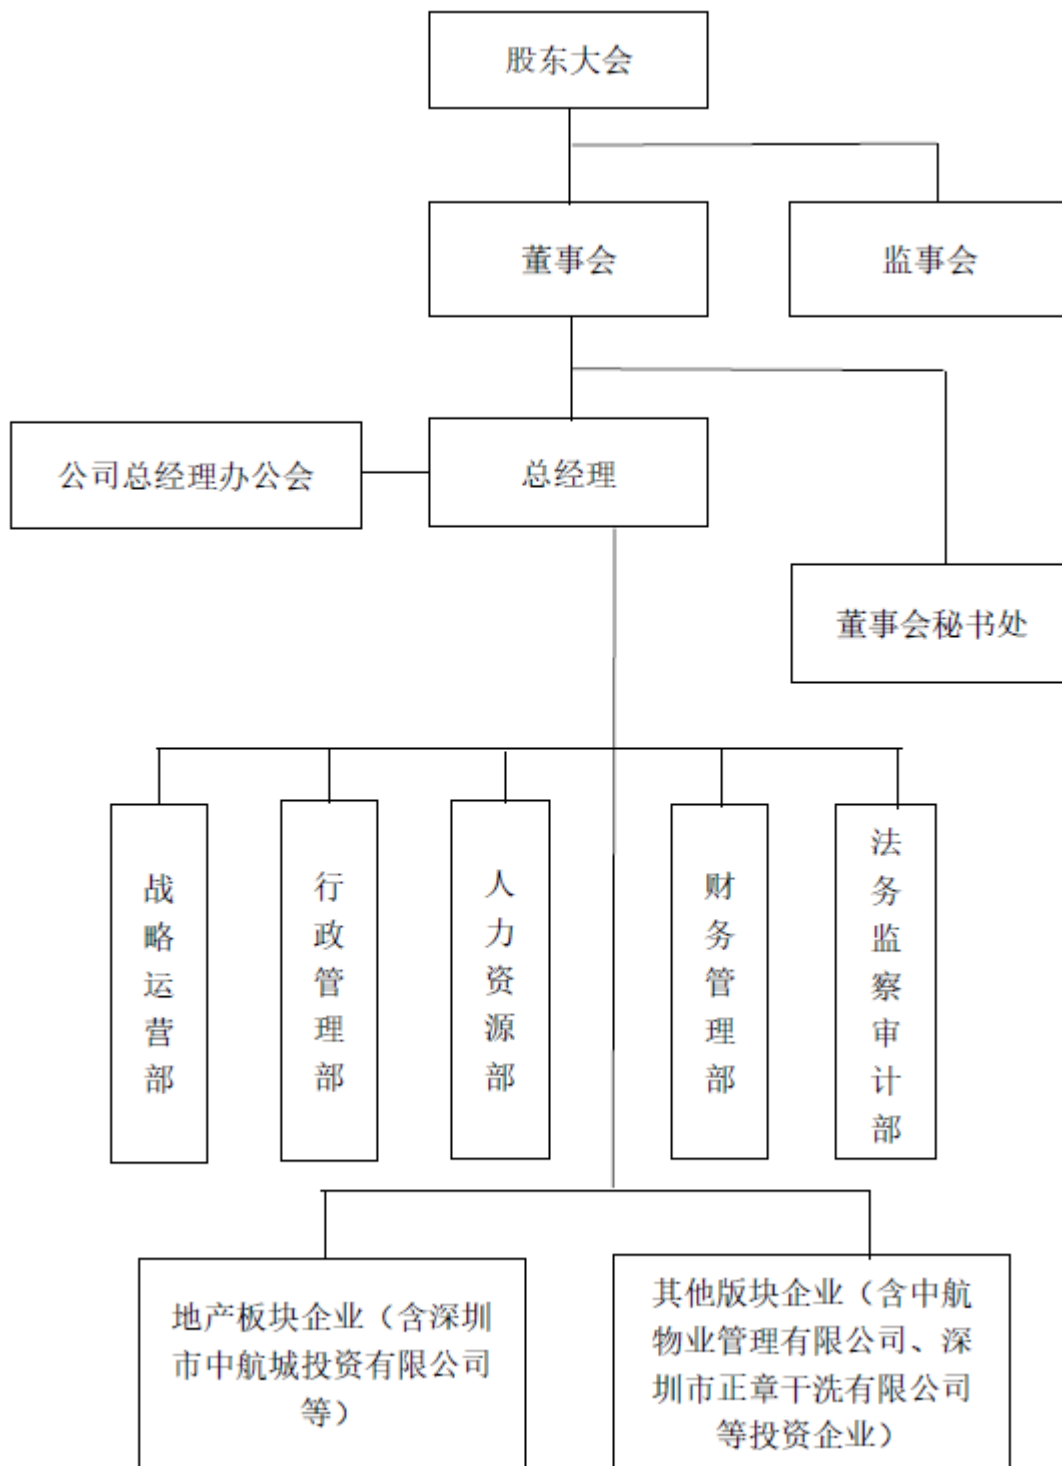 股东大会
董事会
监事会
公司总经理办公会
总经理
董事会秘书处
战略运营部
行政管理部
人力资源部
财务管理部
法务监察审计部
地产板块企业（含深圳
市中航城投资有限公司
等）
其他版块企业（含中航
物业管理有限公司、深
圳市正章干洗有限公司
等投资企业）